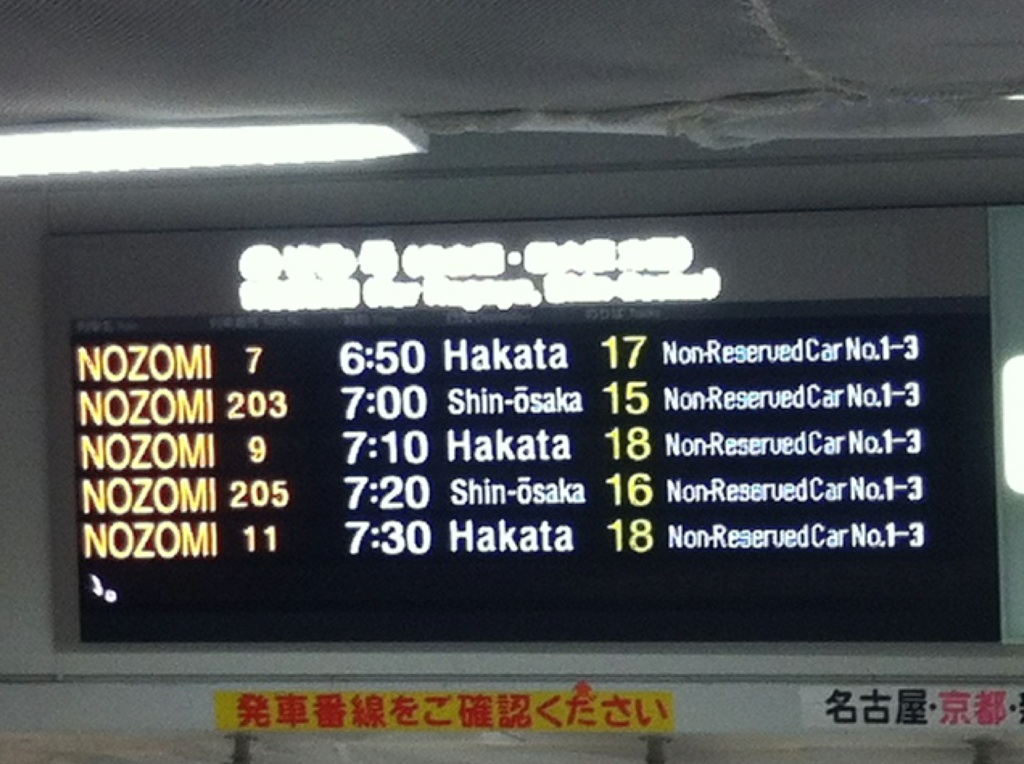 NOZOMI 7 6:50 Hakata 17 Non-Reserved Car No.1-3
NOZOMI 203 7:00 Shin-ōsaka 15 Non-Reserved Car No.1-3
NOZOMI 9 7:10 Hakata 18 Non-Reserved Car No.1-3
NOZOMI 205 7:20 Shin-ōsaka 16 Non-Reserved Car No.1-3
NOZOMI 11 7:30 Hakata 18 Non-Reserved Car No.1-3
す。
発車番線をご確認ください
名古屋・京都・